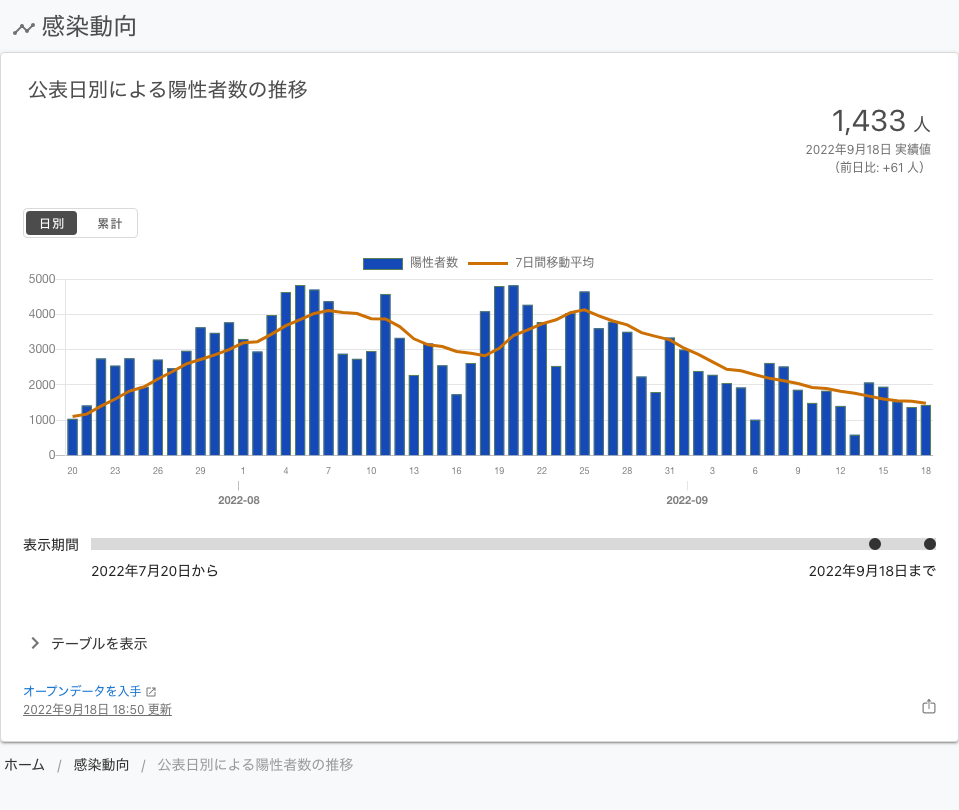 感染動向
公表日別による陽性者数の推移
1,433 人
2022年9月18日 実績値
（前日比: +61 人）
日別 累計
陽性者数 7日間移動平均
5000
4000
3000
2000
1000
0
20 23 26 29 1 4 7 10 13 16 19 22 25 28 31 3 6 9 12 15 18
2022-08 2022-09
表示期間
2022年7月20日から 2022年9月18日まで
テーブルを表示
オープンデータを入手
2022年9月18日 18:50 更新
ホーム / 感染動向 / 公表日別による陽性者数の推移